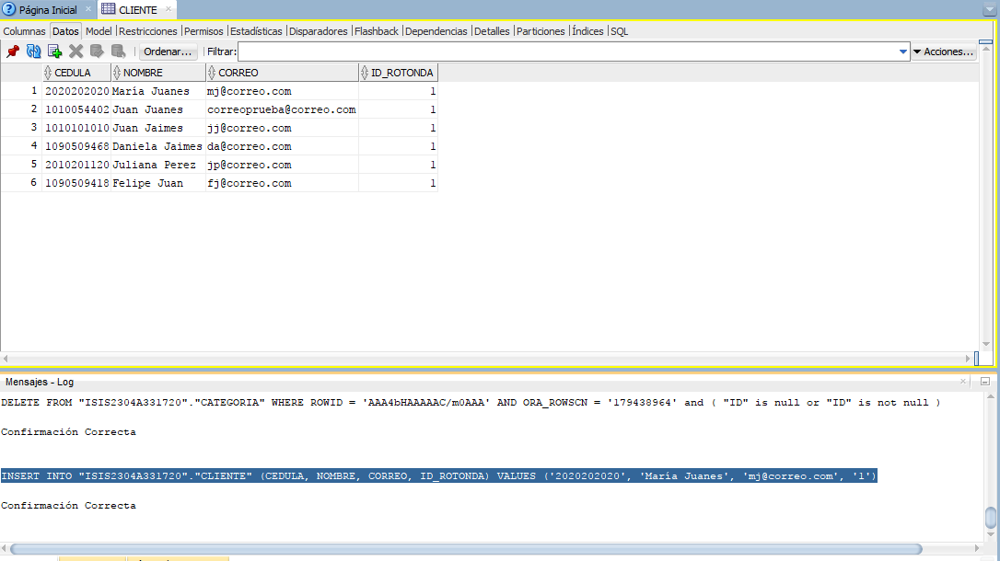 Página Inicial CLIENTE
Columnas Datos Model Restricciones Permisos Estadísticas Disparadores Flashback Dependencias Detalles Particiones Índices SQL
Ordenar... Filtrar: Acciones...
CEDULA NOMBRE CORREO ID_ROTONDA
1 2020202020 María Juanes mj@correo.com 1
2 1010054402 Juan Juanes correoprueba@correo.com 1
3 1010101010 Juan Jaimes jj@correo.com 1
4 1090509468 Daniela Jaimes da@correo.com 1
5 2010201120 Juliana Perez jp@correo.com 1
6 1090509418 Felipe Juan fj@correo.com 1
Mensajes - Log
DELETE FROM "ISIS2304A331720"."CATEGORIA" WHERE ROWID = 'AAA4bHAAAAAC/m0AAA' AND ORA_ROWSCN = '179438964' and ( "ID" is null or "ID" is not null )
Confirmación Correcta
INSERT INTO "ISIS2304A331720"."CLIENTE" (CEDULA, NOMBRE, CORREO, ID_ROTONDA) VALUES ('2020202020', 'María Juanes', 'mj@correo.com', '1')
Confirmación Correcta